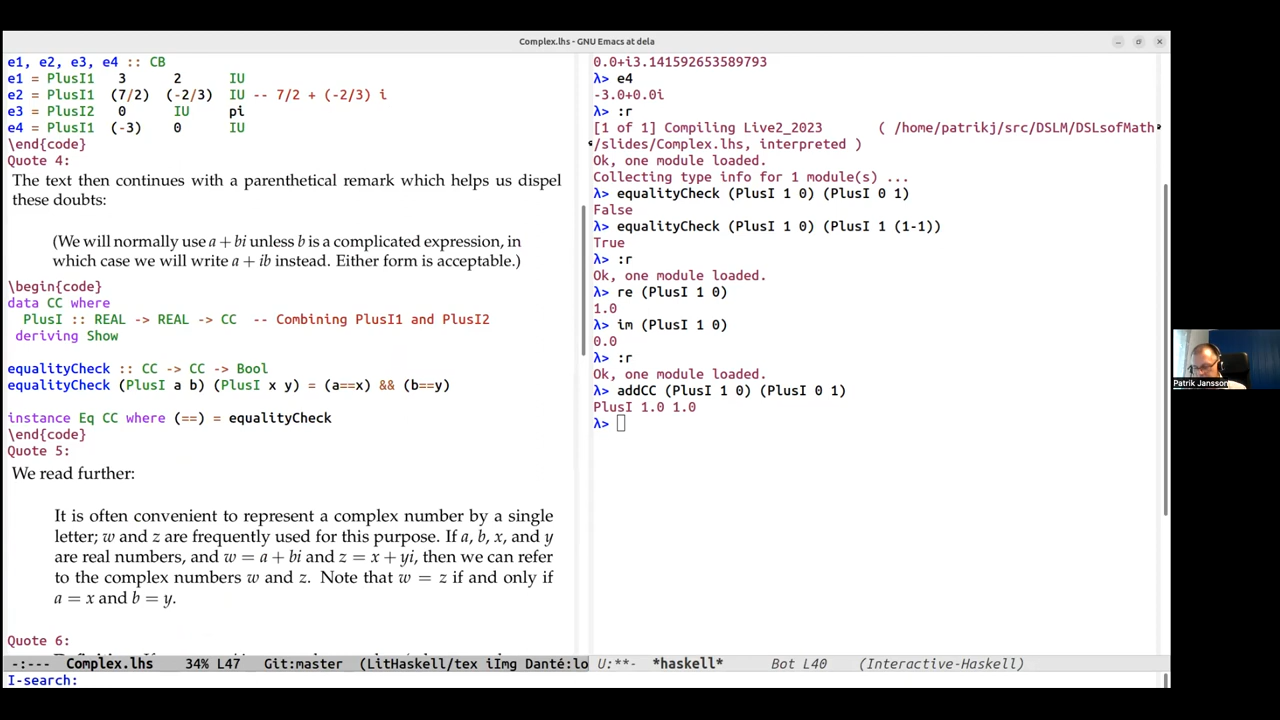 Complex.lhs - GNU Emacs at dela
e1, e2, e3, e4 :: CB
e1 = PlusI1   3      2      IU
e2 = PlusI1  (7/2)  (-2/3)  IU -- 7/2 + (-2/3) i
e3 = PlusI2   0      IU     pi
e4 = PlusI1  (-3)    0      IU
\end{code}
Quote 4:
The text then continues with a parenthetical remark which helps us dispel
these doubts:
(We will normally use a + bi unless b is a complicated expression, in
which case we will write a + ib instead. Either form is acceptable.)
\begin{code}
data CC where
  PlusI :: REAL -> REAL -> CC  -- Combining PlusI1 and PlusI2
 deriving Show
equalityCheck :: CC -> CC -> Bool
equalityCheck (PlusI a b) (PlusI x y) = (a==x) && (b==y)
instance Eq CC where (==) = equalityCheck
\end{code}
Quote 5:
We read further:
It is often convenient to represent a complex number by a single
letter; w and z are frequently used for this purpose. If a, b, x, and y
are real numbers, and w = a + bi and z = x + yi, then we can refer
to the complex numbers w and z. Note that w = z if and only if
a = x and b = y.
Quote 6:
-:---  Complex.lhs    34% L47   Git:master  (LitHaskell/tex iImg Danté:lo
I-search:
0.0+i3.141592653589793
λ> e4
-3.0+0.0i
λ> :r
[1 of 1] Compiling Live2_2023      ( /home/patrikj/src/DSLM/DSLsofMath
/slides/Complex.lhs, interpreted )
Ok, one module loaded.
Collecting type info for 1 module(s) ...
λ> equalityCheck (PlusI 1 0) (PlusI 0 1)
False
λ> equalityCheck (PlusI 1 0) (PlusI 1 (1-1))
True
λ> :r
Ok, one module loaded.
λ> re (PlusI 1 0)
1.0
λ> im (PlusI 1 0)
0.0
λ> :r
Ok, one module loaded.
λ> addCC (PlusI 1 0) (PlusI 0 1)
PlusI 1.0 1.0
λ>
U:**-  *haskell*      Bot L40    (Interactive-Haskell)
Patrik Jansson